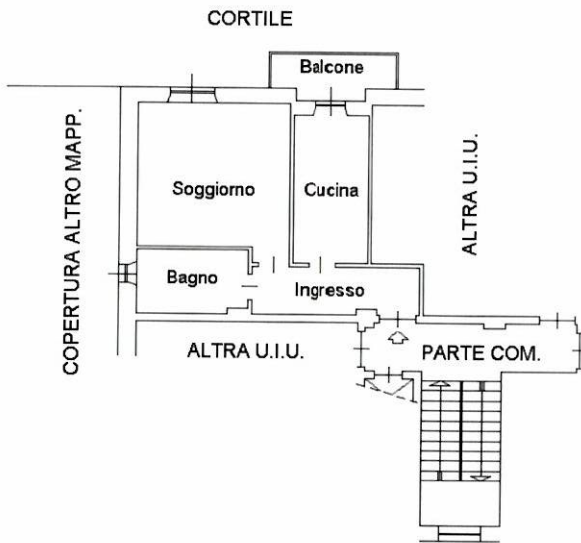 CORTILE
Balcone
COPERTURA ALTRO MAPP.
Soggiorno
Cucina
ALTRA U.I.U.
Bagno
Ingresso
ALTRA U.I.U.
PARTE COM.